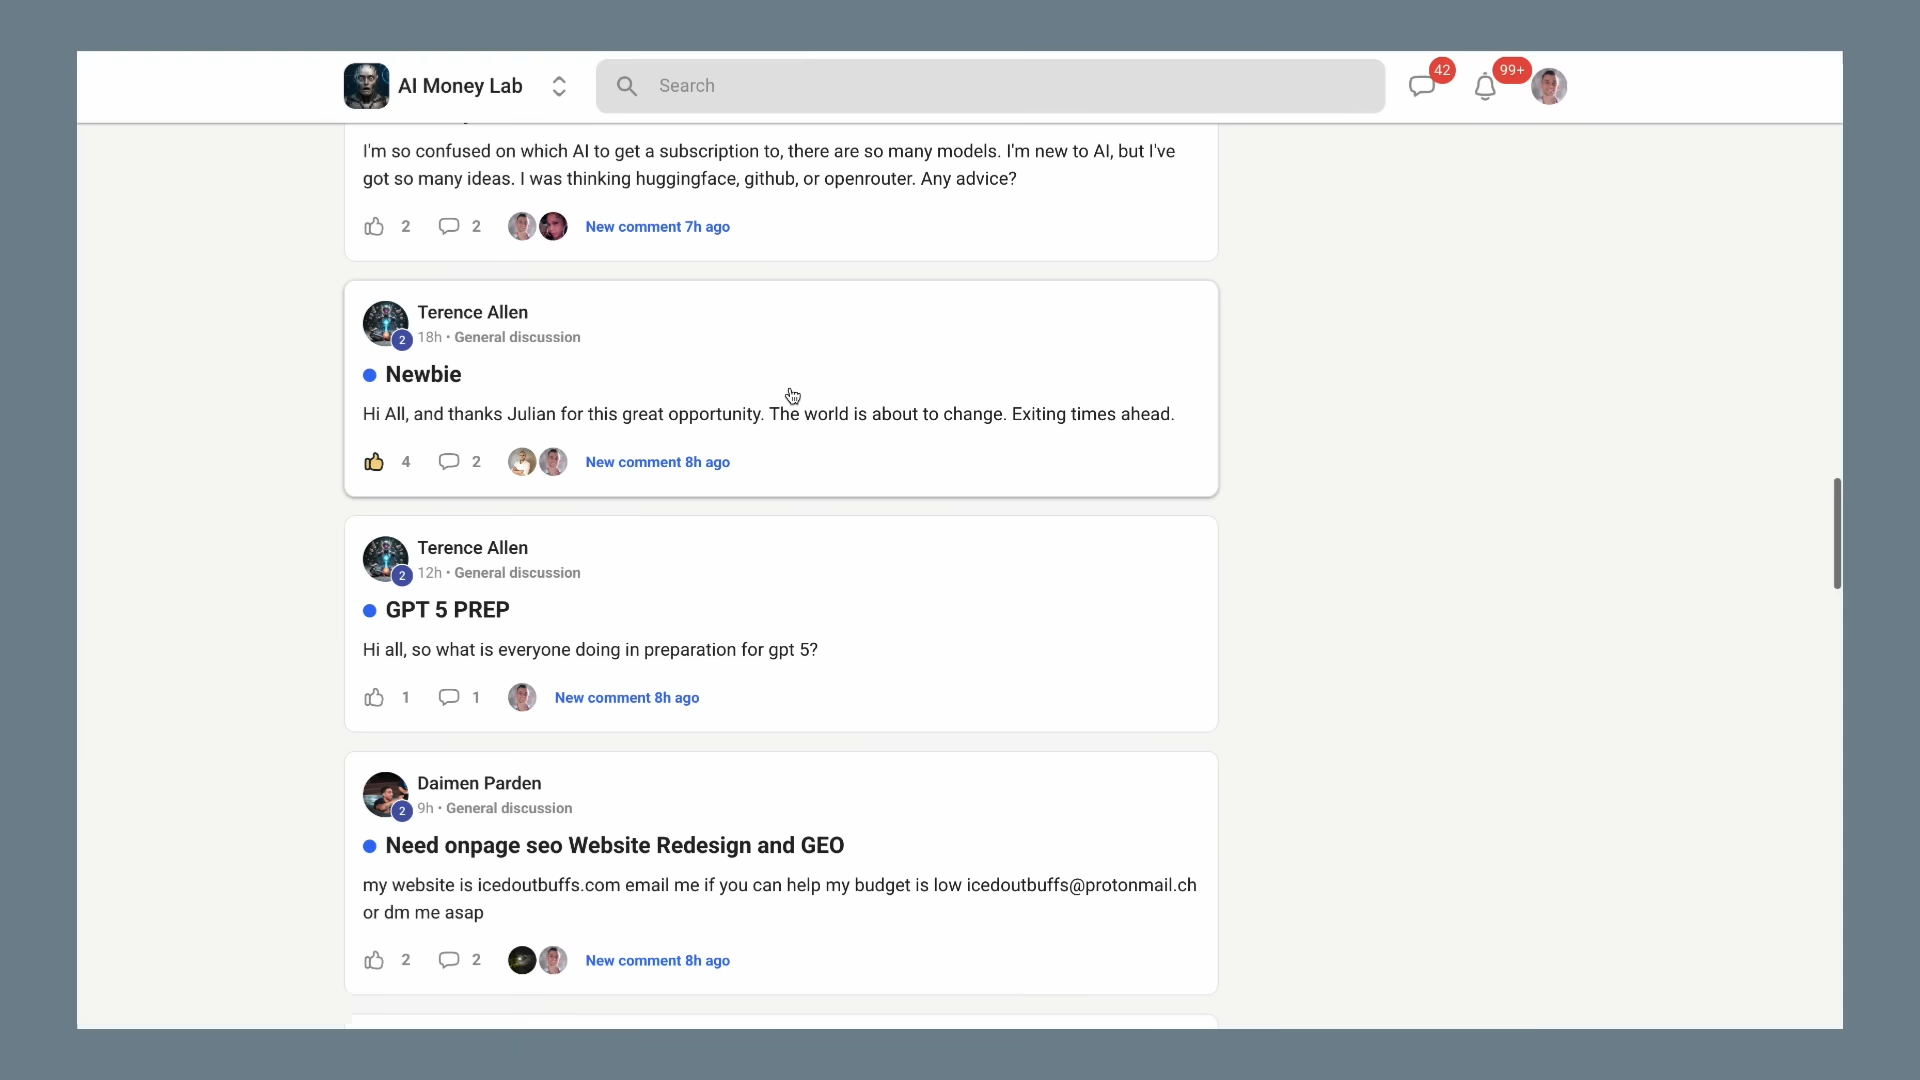 AI Money Lab
Search
42
99+
I'm so confused on which AI to get a subscription to, there are so many models. I'm new to AI, but I've
got so many ideas. I was thinking huggingface, github, or openrouter. Any advice?
2
2
New comment 7h ago
Terence Allen
2
18h • General discussion
Newbie
Hi All, and thanks Julian for this great opportunity. The world is about to change. Exiting times ahead.
4
2
New comment 8h ago
Terence Allen
2
12h • General discussion
GPT 5 PREP
Hi all, so what is everyone doing in preparation for gpt 5?
1
1
New comment 8h ago
Daimen Parden
2
9h • General discussion
Need onpage seo Website Redesign and GEO
my website is icedoutbuffs.com email me if you can help my budget is low icedoutbuffs@protonmail.ch
or dm me asap
2
2
New comment 8h ago